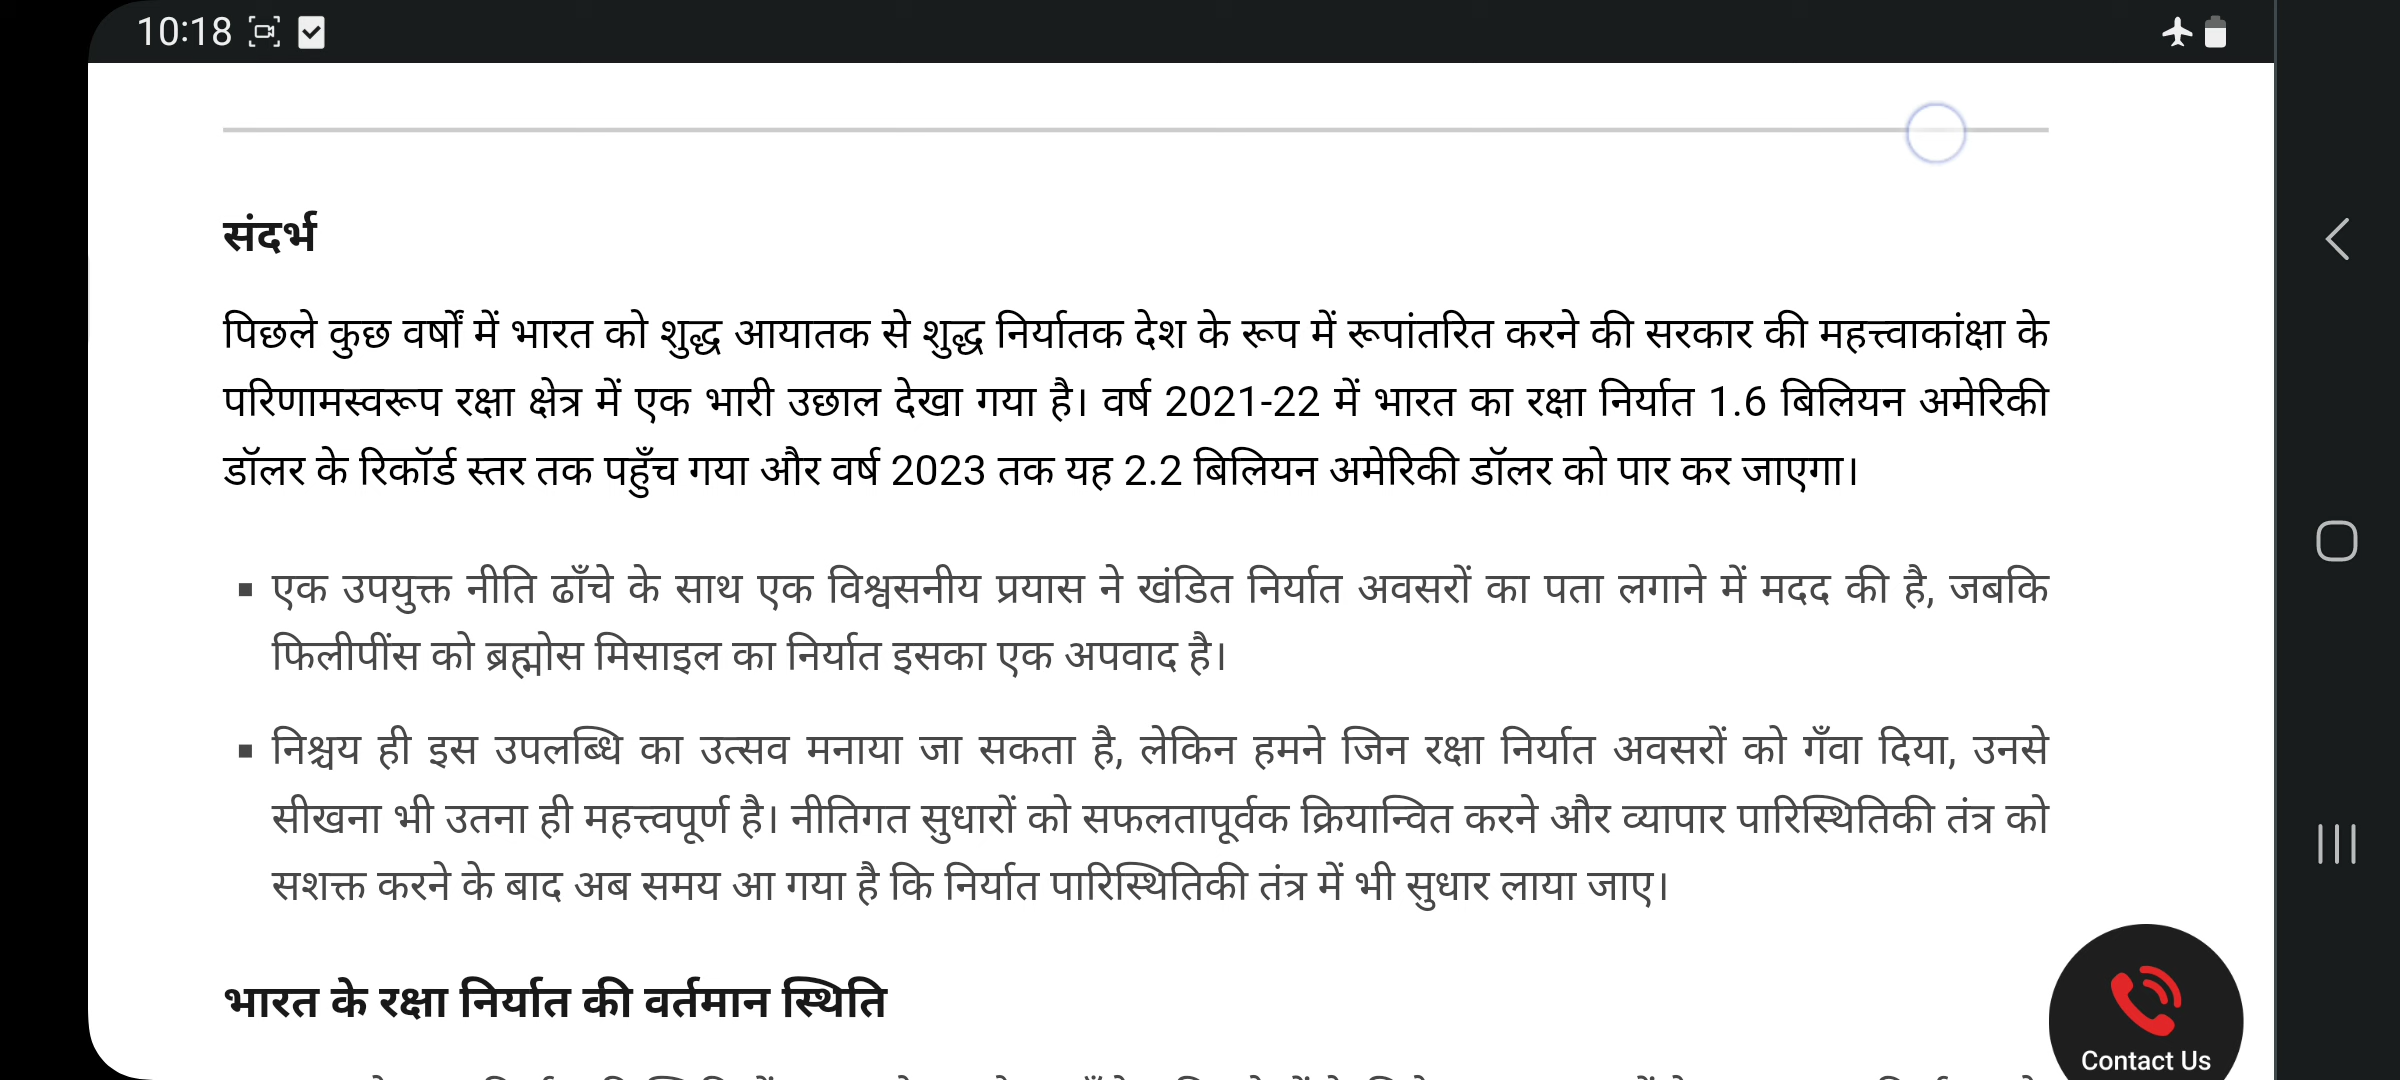 10:18
संदर्भ
पिछले कुछ वर्षों में भारत को शुद्ध आयातक से शुद्ध निर्यातक देश के रूप में रूपांतरित करने की सरकार की महत्त्वाकांक्षा के
परिणामस्वरूप रक्षा क्षेत्र में एक भारी उछाल देखा गया है। वर्ष 2021-22 में भारत का रक्षा निर्यात 1.6 बिलियन अमेरिकी
डॉलर के रिकॉर्ड स्तर तक पहुँच गया और वर्ष 2023 तक यह 2.2 बिलियन अमेरिकी डॉलर को पार कर जाएगा।
▪ एक उपयुक्त नीति ढाँचे के साथ एक विश्वसनीय प्रयास ने खंडित निर्यात अवसरों का पता लगाने में मदद की है, जबकि
फिलीपींस को ब्रह्मोस मिसाइल का निर्यात इसका एक अपवाद है।
▪ निश्चय ही इस उपलब्धि का उत्सव मनाया जा सकता है, लेकिन हमने जिन रक्षा निर्यात अवसरों को गँवा दिया, उनसे
सीखना भी उतना ही महत्त्वपूर्ण है। नीतिगत सुधारों को सफलतापूर्वक क्रियान्वित करने और व्यापार पारिस्थितिकी तंत्र को
सशक्त करने के बाद अब समय आ गया है कि निर्यात पारिस्थितिकी तंत्र में भी सुधार लाया जाए।
भारत के रक्षा निर्यात की वर्तमान स्थिति
Contact Us